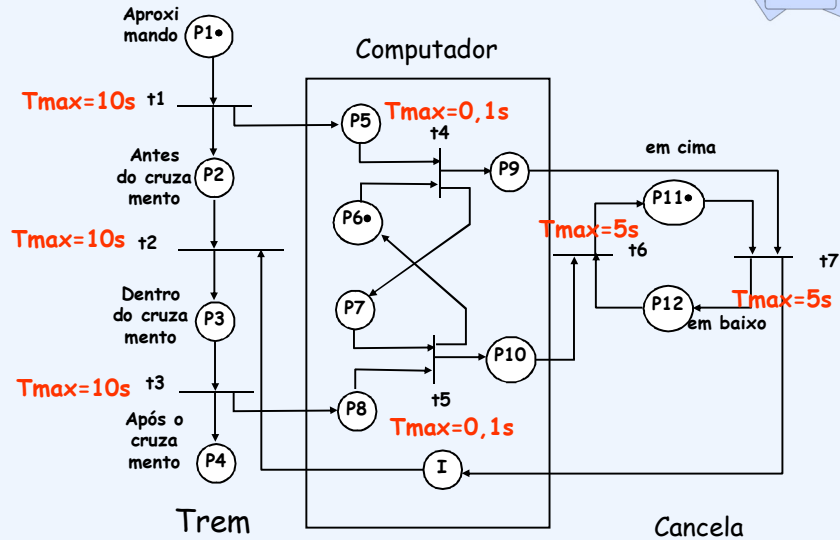 Aproxi
mando
P1
Computador
Tmax=10s
t1
P5
Tmax=0,1s
t4
em cima
Antes
do cruza
mento
P2
P9
P6
P11
Tmax=10s
t2
Tmax=5s
t6
t7
Dentro
do cruza
mento
P3
P7
P12
Tmax=5s
em baixo
P10
Tmax=10s
t3
t5
P8
Tmax=0,1s
Após o
cruza
mento
P4
I
Trem
Cancela